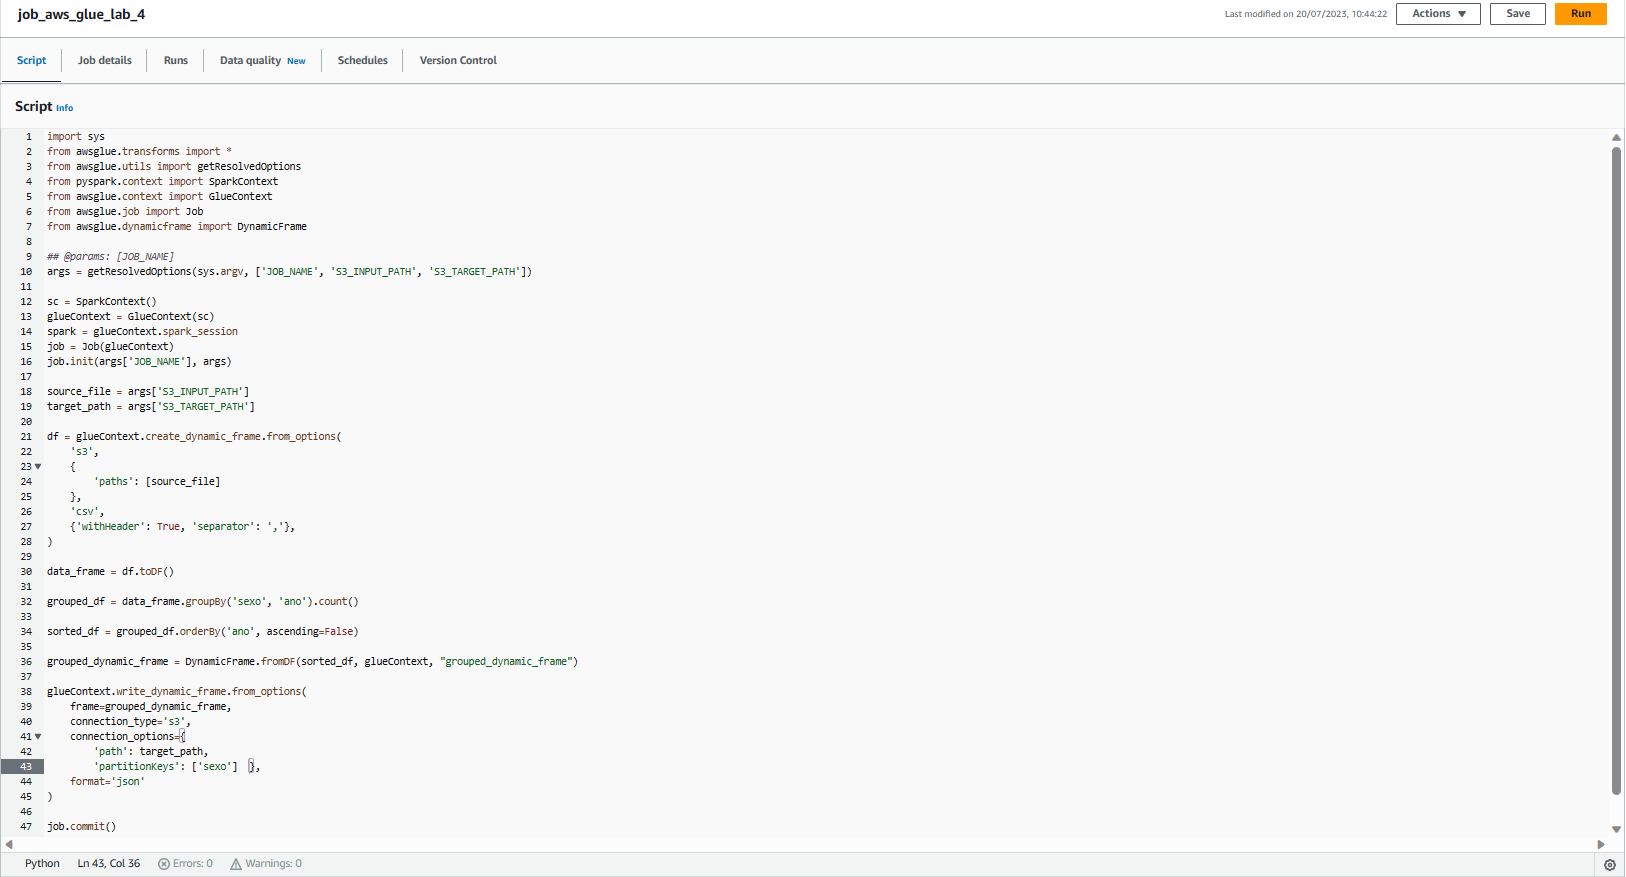 job_aws_glue_lab_4
Last modified on 20/07/2023, 10:44:22 Actions ▼ Save Run
Script Job details Runs Data quality New Schedules Version Control
Script Info
1 import sys
2 from awsglue.transforms import *
3 from awsglue.utils import getResolvedOptions
4 from pyspark.context import SparkContext
5 from awsglue.context import GlueContext
6 from awsglue.job import Job
7 from awsglue.dynamicframe import DynamicFrame
8
9 ## @params: [JOB_NAME]
10 args = getResolvedOptions(sys.argv, ['JOB_NAME', 'S3_INPUT_PATH', 'S3_TARGET_PATH'])
11
12 sc = SparkContext()
13 glueContext = GlueContext(sc)
14 spark = glueContext.spark_session
15 job = Job(glueContext)
16 job.init(args['JOB_NAME'], args)
17
18 source_file = args['S3_INPUT_PATH']
19 target_path = args['S3_TARGET_PATH']
20
21 df = glueContext.create_dynamic_frame.from_options(
22     's3',
23 ▼     {
24         'paths': [source_file]
25     },
26     'csv',
27     {'withHeader': True, 'separator': ','},
28 )
29
30 data_frame = df.toDF()
31
32 grouped_df = data_frame.groupBy('sexo', 'ano').count()
33
34 sorted_df = grouped_df.orderBy('ano', ascending=False)
35
36 grouped_dynamic_frame = DynamicFrame.fromDF(sorted_df, glueContext, "grouped_dynamic_frame")
37
38 glueContext.write_dynamic_frame.from_options(
39     frame=grouped_dynamic_frame,
40     connection_type='s3',
41 ▼     connection_options={
42         'path': target_path,
43         'partitionKeys': ['sexo']  },
44     format='json'
45 )
46
47 job.commit()
Python Ln 43, Col 36 Errors: 0 Warnings: 0